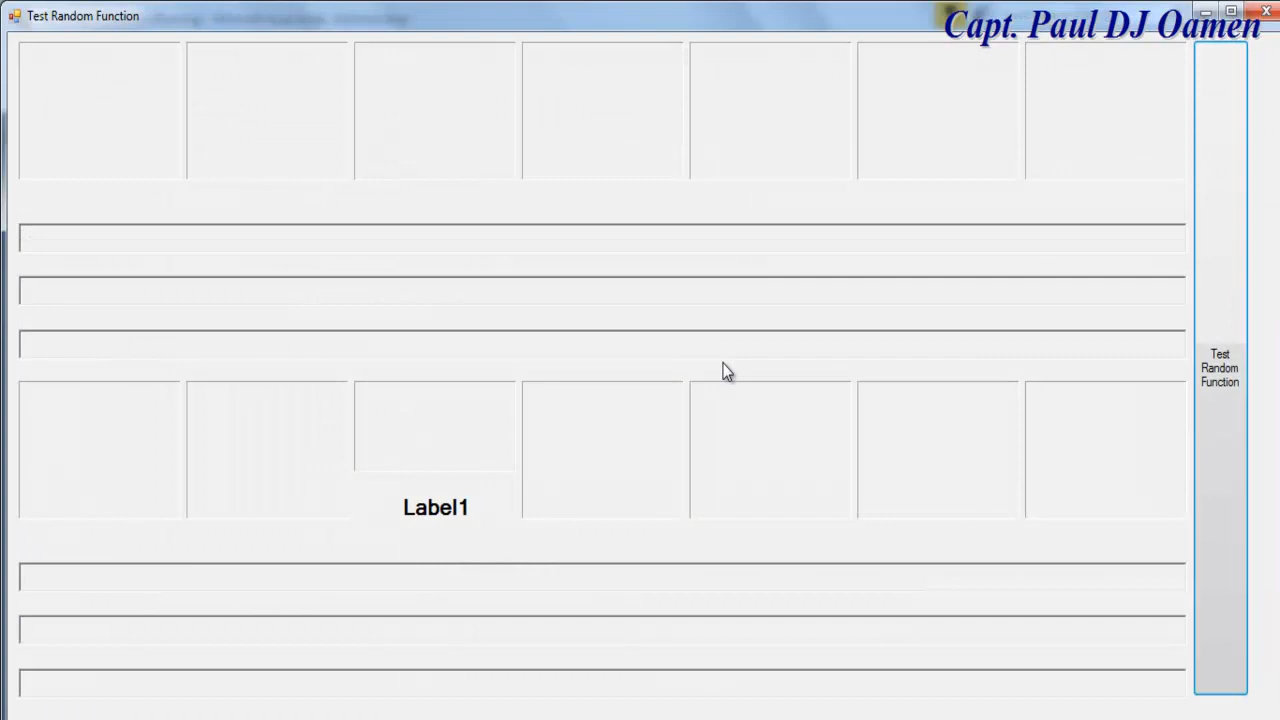 Test Random Function
Capt. Paul DJ Oamen
Test
Random
Function
Label1